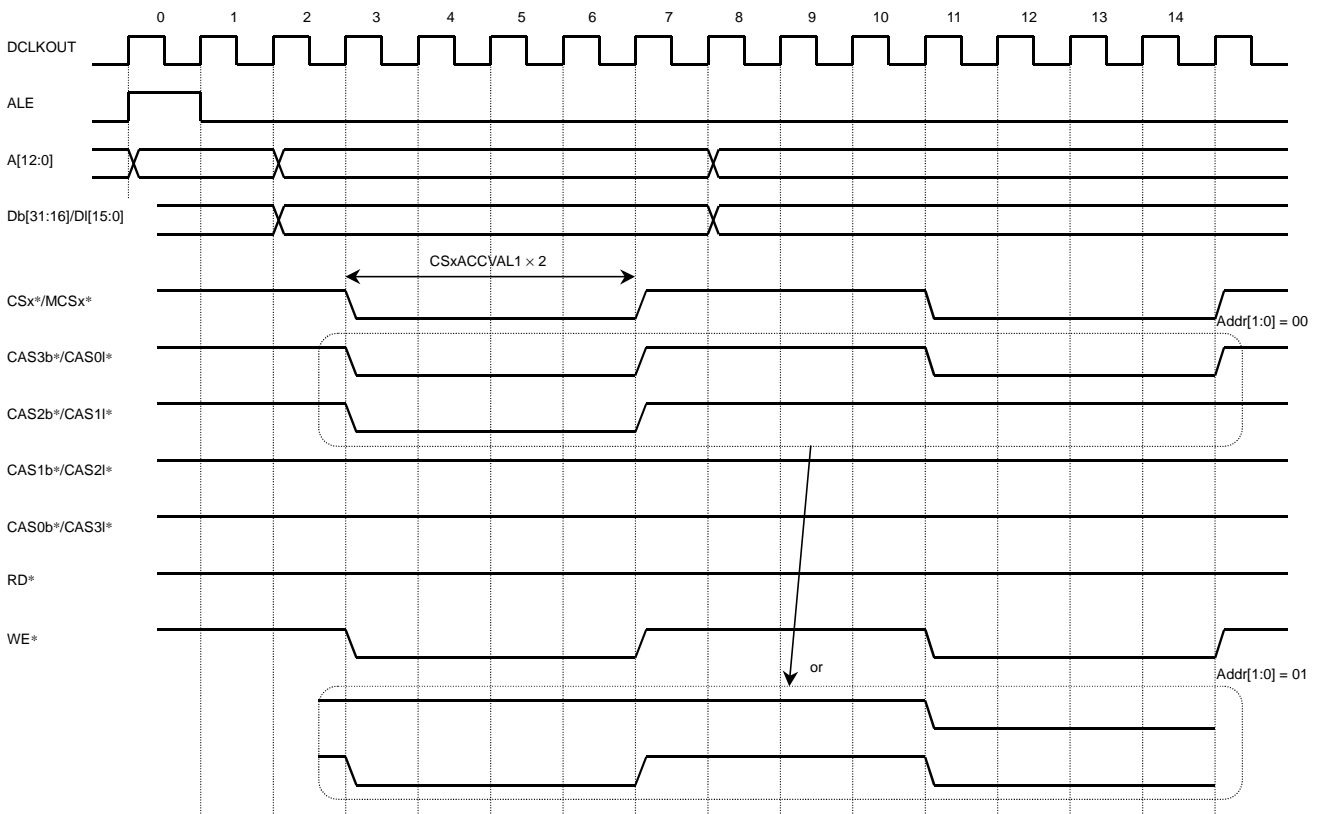 0 1 2 3 4 5 6 7 8 9 10 11 12 13 14
DCLKOUT
ALE
A[12:0]
Db[31:16]/Dl[15:0]
CSxACCVAL1 × 2
CSx*/MCSx*
Addr[1:0] = 00
CAS3b*/CAS0l*
CAS2b*/CAS1l*
CAS1b*/CAS2l*
CAS0b*/CAS3l*
RD*
WE*
or
Addr[1:0] = 01